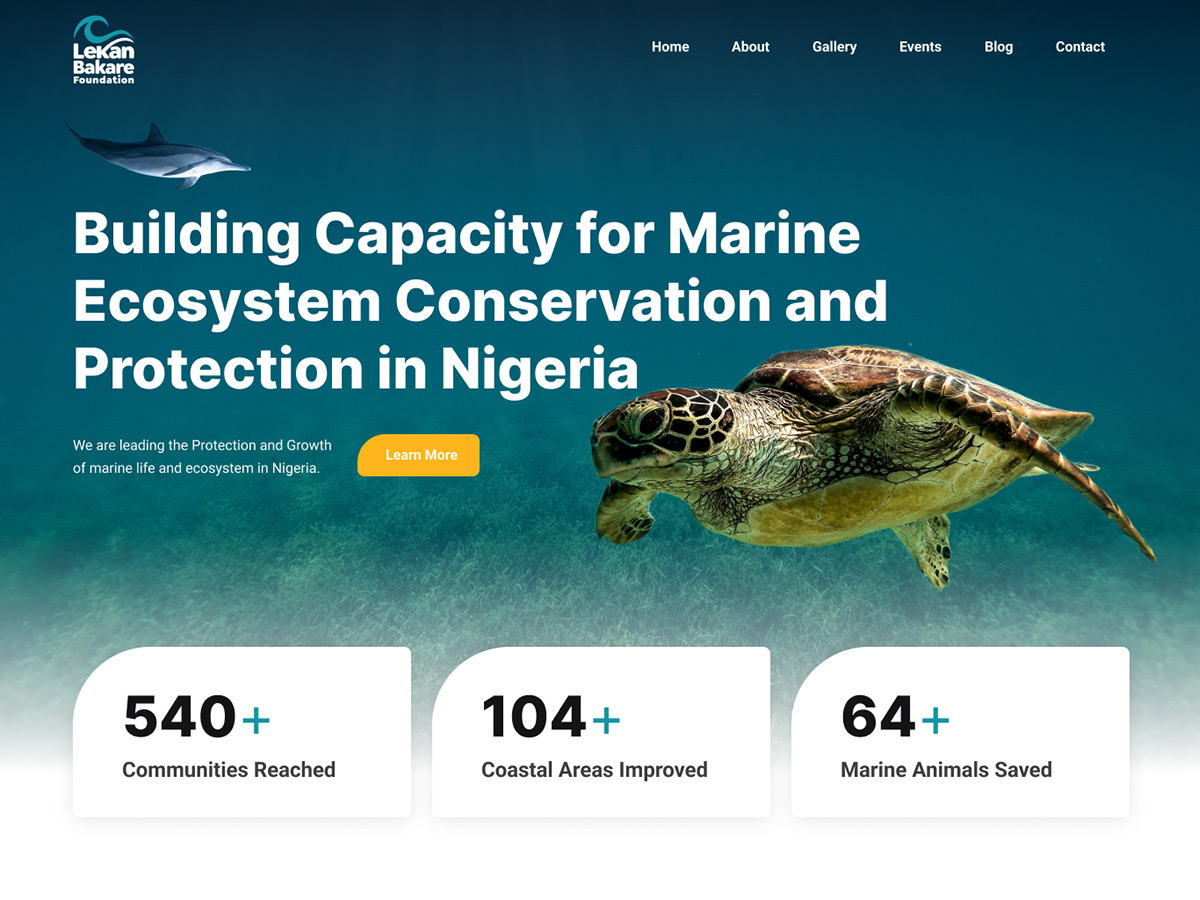 Lekan
Bakare
Foundation
Home About Gallery Events Blog Contact
Building Capacity for Marine
Ecosystem Conservation and
Protection in Nigeria
We are leading the Protection and Growth
of marine life and ecosystem in Nigeria.
Learn More
540+
Communities Reached
104+
Coastal Areas Improved
64+
Marine Animals Saved